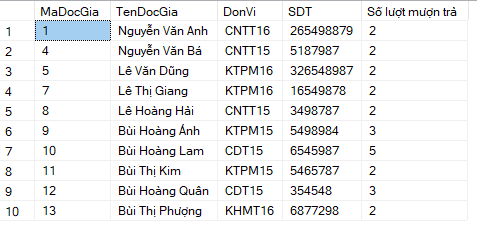 MaDocGia TenDocGia DonVi SDT Số lượt mượn trả
1 1 Nguyễn Văn Anh CNTT16 265498879 2
2 4 Nguyễn Văn Bá CNTT15 5187987 2
3 5 Lê Văn Dũng KTPM16 326548987 2
4 7 Lê Thị Giang KTPM16 16549878 2
5 8 Lê Hoàng Hải CNTT15 3498787 2
6 9 Bùi Hoàng Ánh KTPM15 5498984 3
7 10 Bùi Hoàng Lam CDT15 6545987 5
8 11 Bùi Thị Kim KTPM15 5465787 2
9 12 Bùi Hoàng Quân CDT15 354548 3
10 13 Bùi Thị Phượng KHMT16 6877298 2